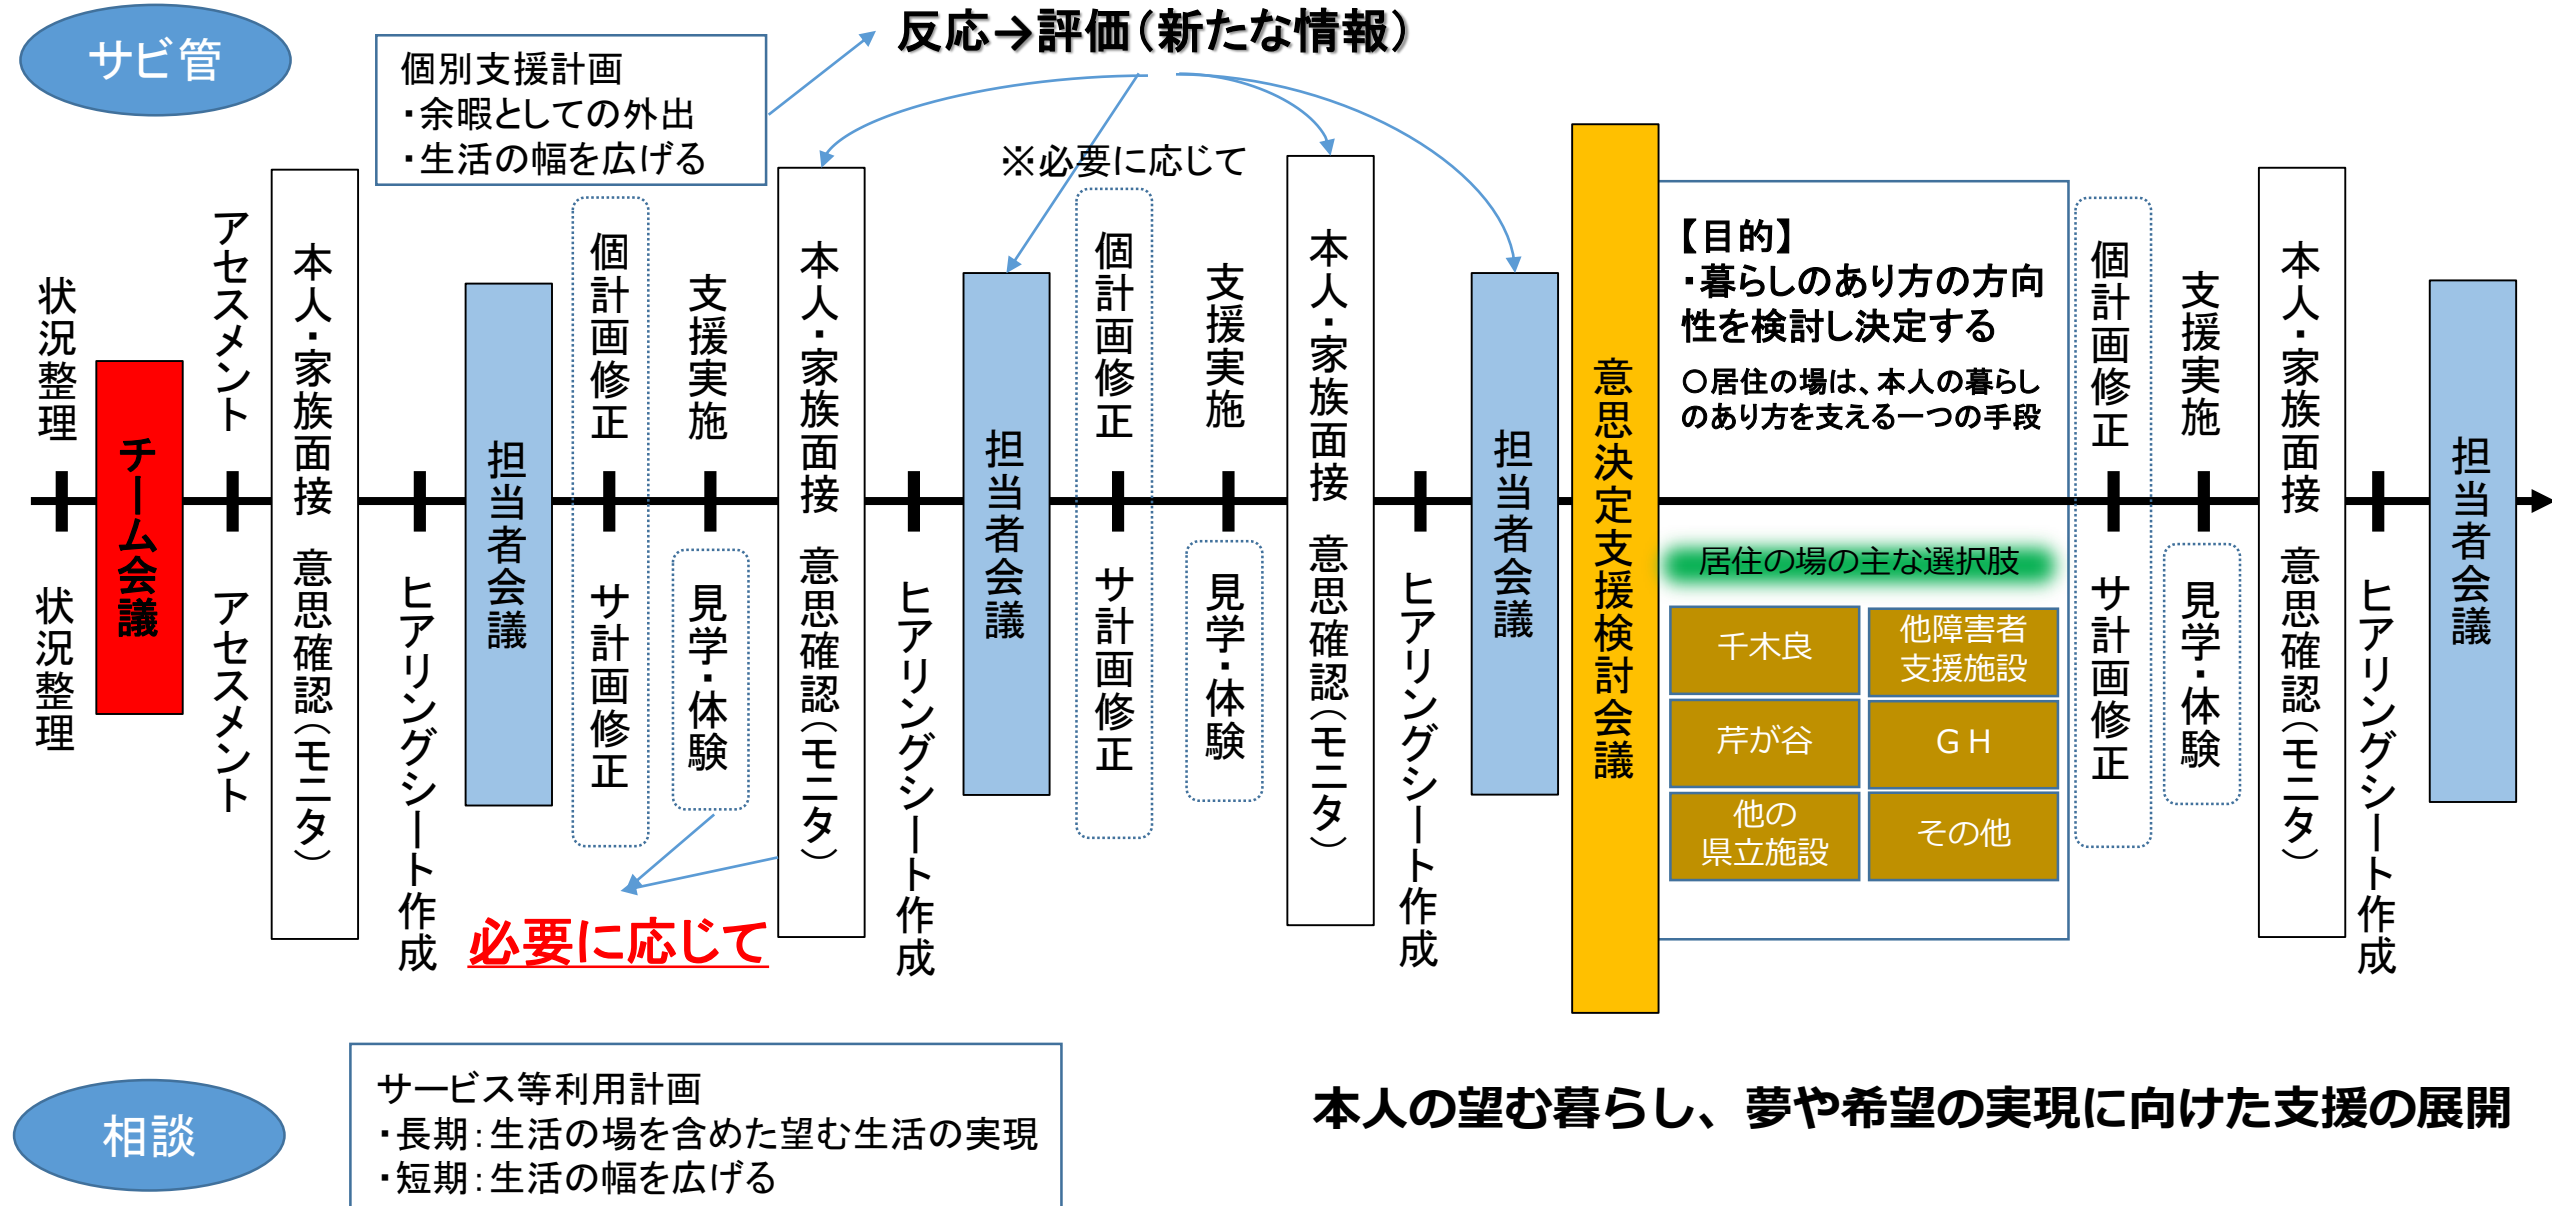 サビ管
個別支援計画
・余暇としての外出
・生活の幅を広げる
反応→評価（新たな情報）
※必要に応じて
状況整理
状況整理
チーム会議
アセスメント
アセスメント
本人・家族面接　意思確認（モニタ）
ヒアリングシート作成
担当者会議
個計画修正
サ計画修正
支援実施
見学・体験
必要に応じて
本人・家族面接　意思確認（モニタ）
ヒアリングシート作成
担当者会議
個計画修正
サ計画修正
支援実施
見学・体験
本人・家族面接　意思確認（モニタ）
ヒアリングシート作成
担当者会議
意思決定支援検討会議
【目的】
・暮らしのあり方の方向
性を検討し決定する
○居住の場は、本人の暮らし
のあり方を支える一つの手段
居住の場の主な選択肢
千木良
他障害者
支援施設
芹が谷
ＧＨ
他の
県立施設
その他
個計画修正
サ計画修正
支援実施
見学・体験
本人・家族面接　意思確認（モニタ）
ヒアリングシート作成
担当者会議
相談
サービス等利用計画
・長期：生活の場を含めた望む生活の実現
・短期：生活の幅を広げる
本人の望む暮らし、夢や希望の実現に向けた支援の展開